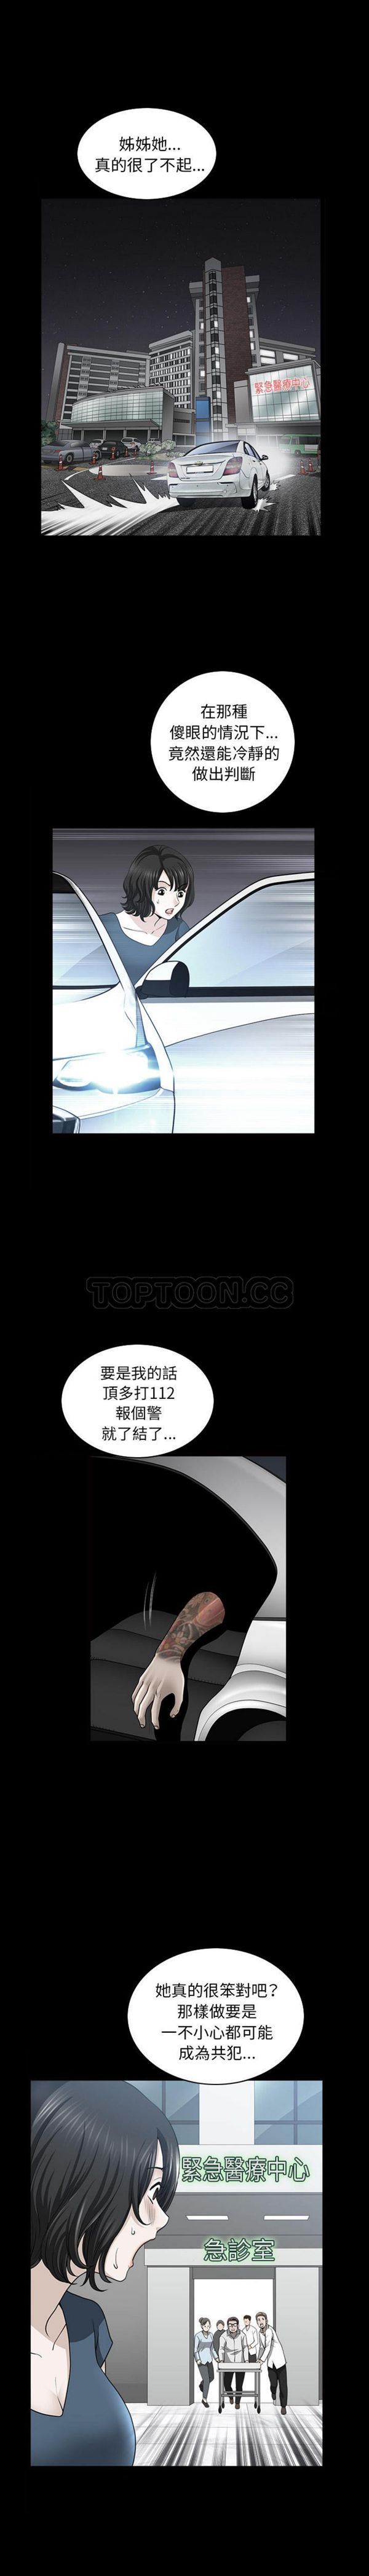 姊姊她...
真的很了不起...
緊急醫療中心
在那種
傻眼的情況下...
竟然還能冷靜的
做出判斷
TOPTOON.CC
要是我的話
頂多打112
報個警
就了結了...
她真的很笨對吧?
那樣做要是
一不小心都可能
成為共犯...
緊急醫療中心
急診室